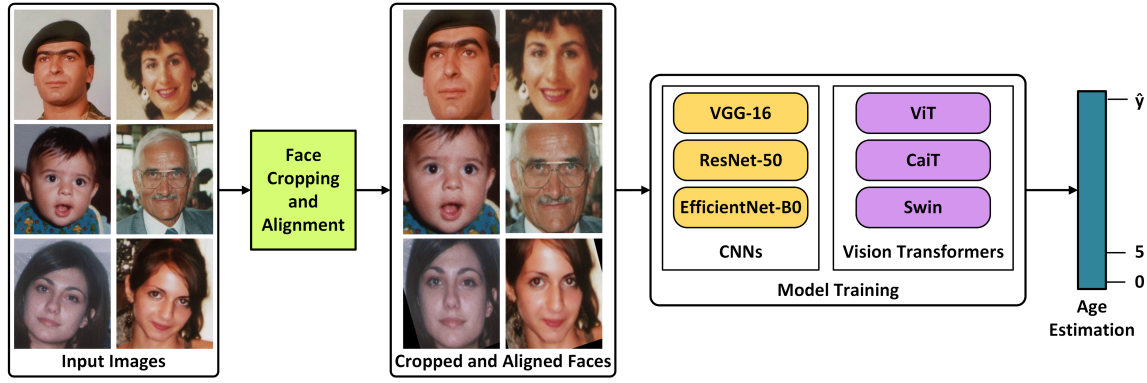 Input Images
Face
Cropping
and
Alignment
Cropped and Aligned Faces
VGG-16
ResNet-50
EfficientNet-B0
CNNs
ViT
CaiT
Swin
Vision Transformers
Model Training
ŷ
5
0
Age
Estimation